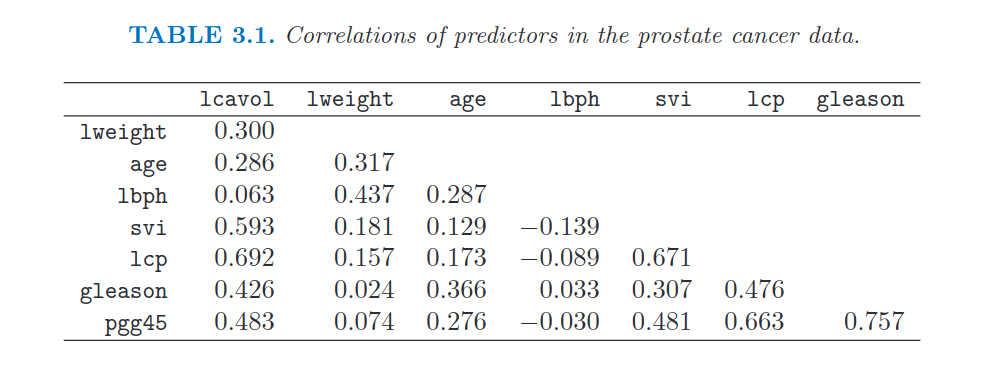 TABLE 3.1. Correlations of predictors in the prostate cancer data.
lcavol lweight age lbph svi lcp gleason
lweight 0.300
age 0.286 0.317
lbph 0.063 0.437 0.287
svi 0.593 0.181 0.129 −0.139
lcp 0.692 0.157 0.173 −0.089 0.671
gleason 0.426 0.024 0.366 0.033 0.307 0.476
pgg45 0.483 0.074 0.276 −0.030 0.481 0.663 0.757